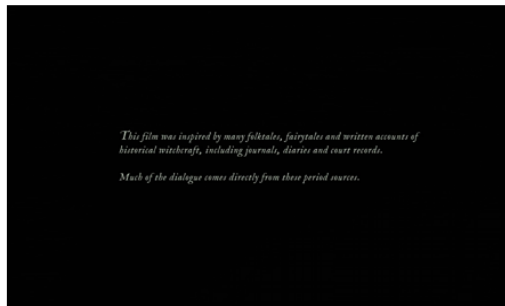 This film was inspired by many folktales, fairytales and written accounts of
historical witchcraft, including journals, diaries and court records.
Much of the dialogue comes directly from these period sources.